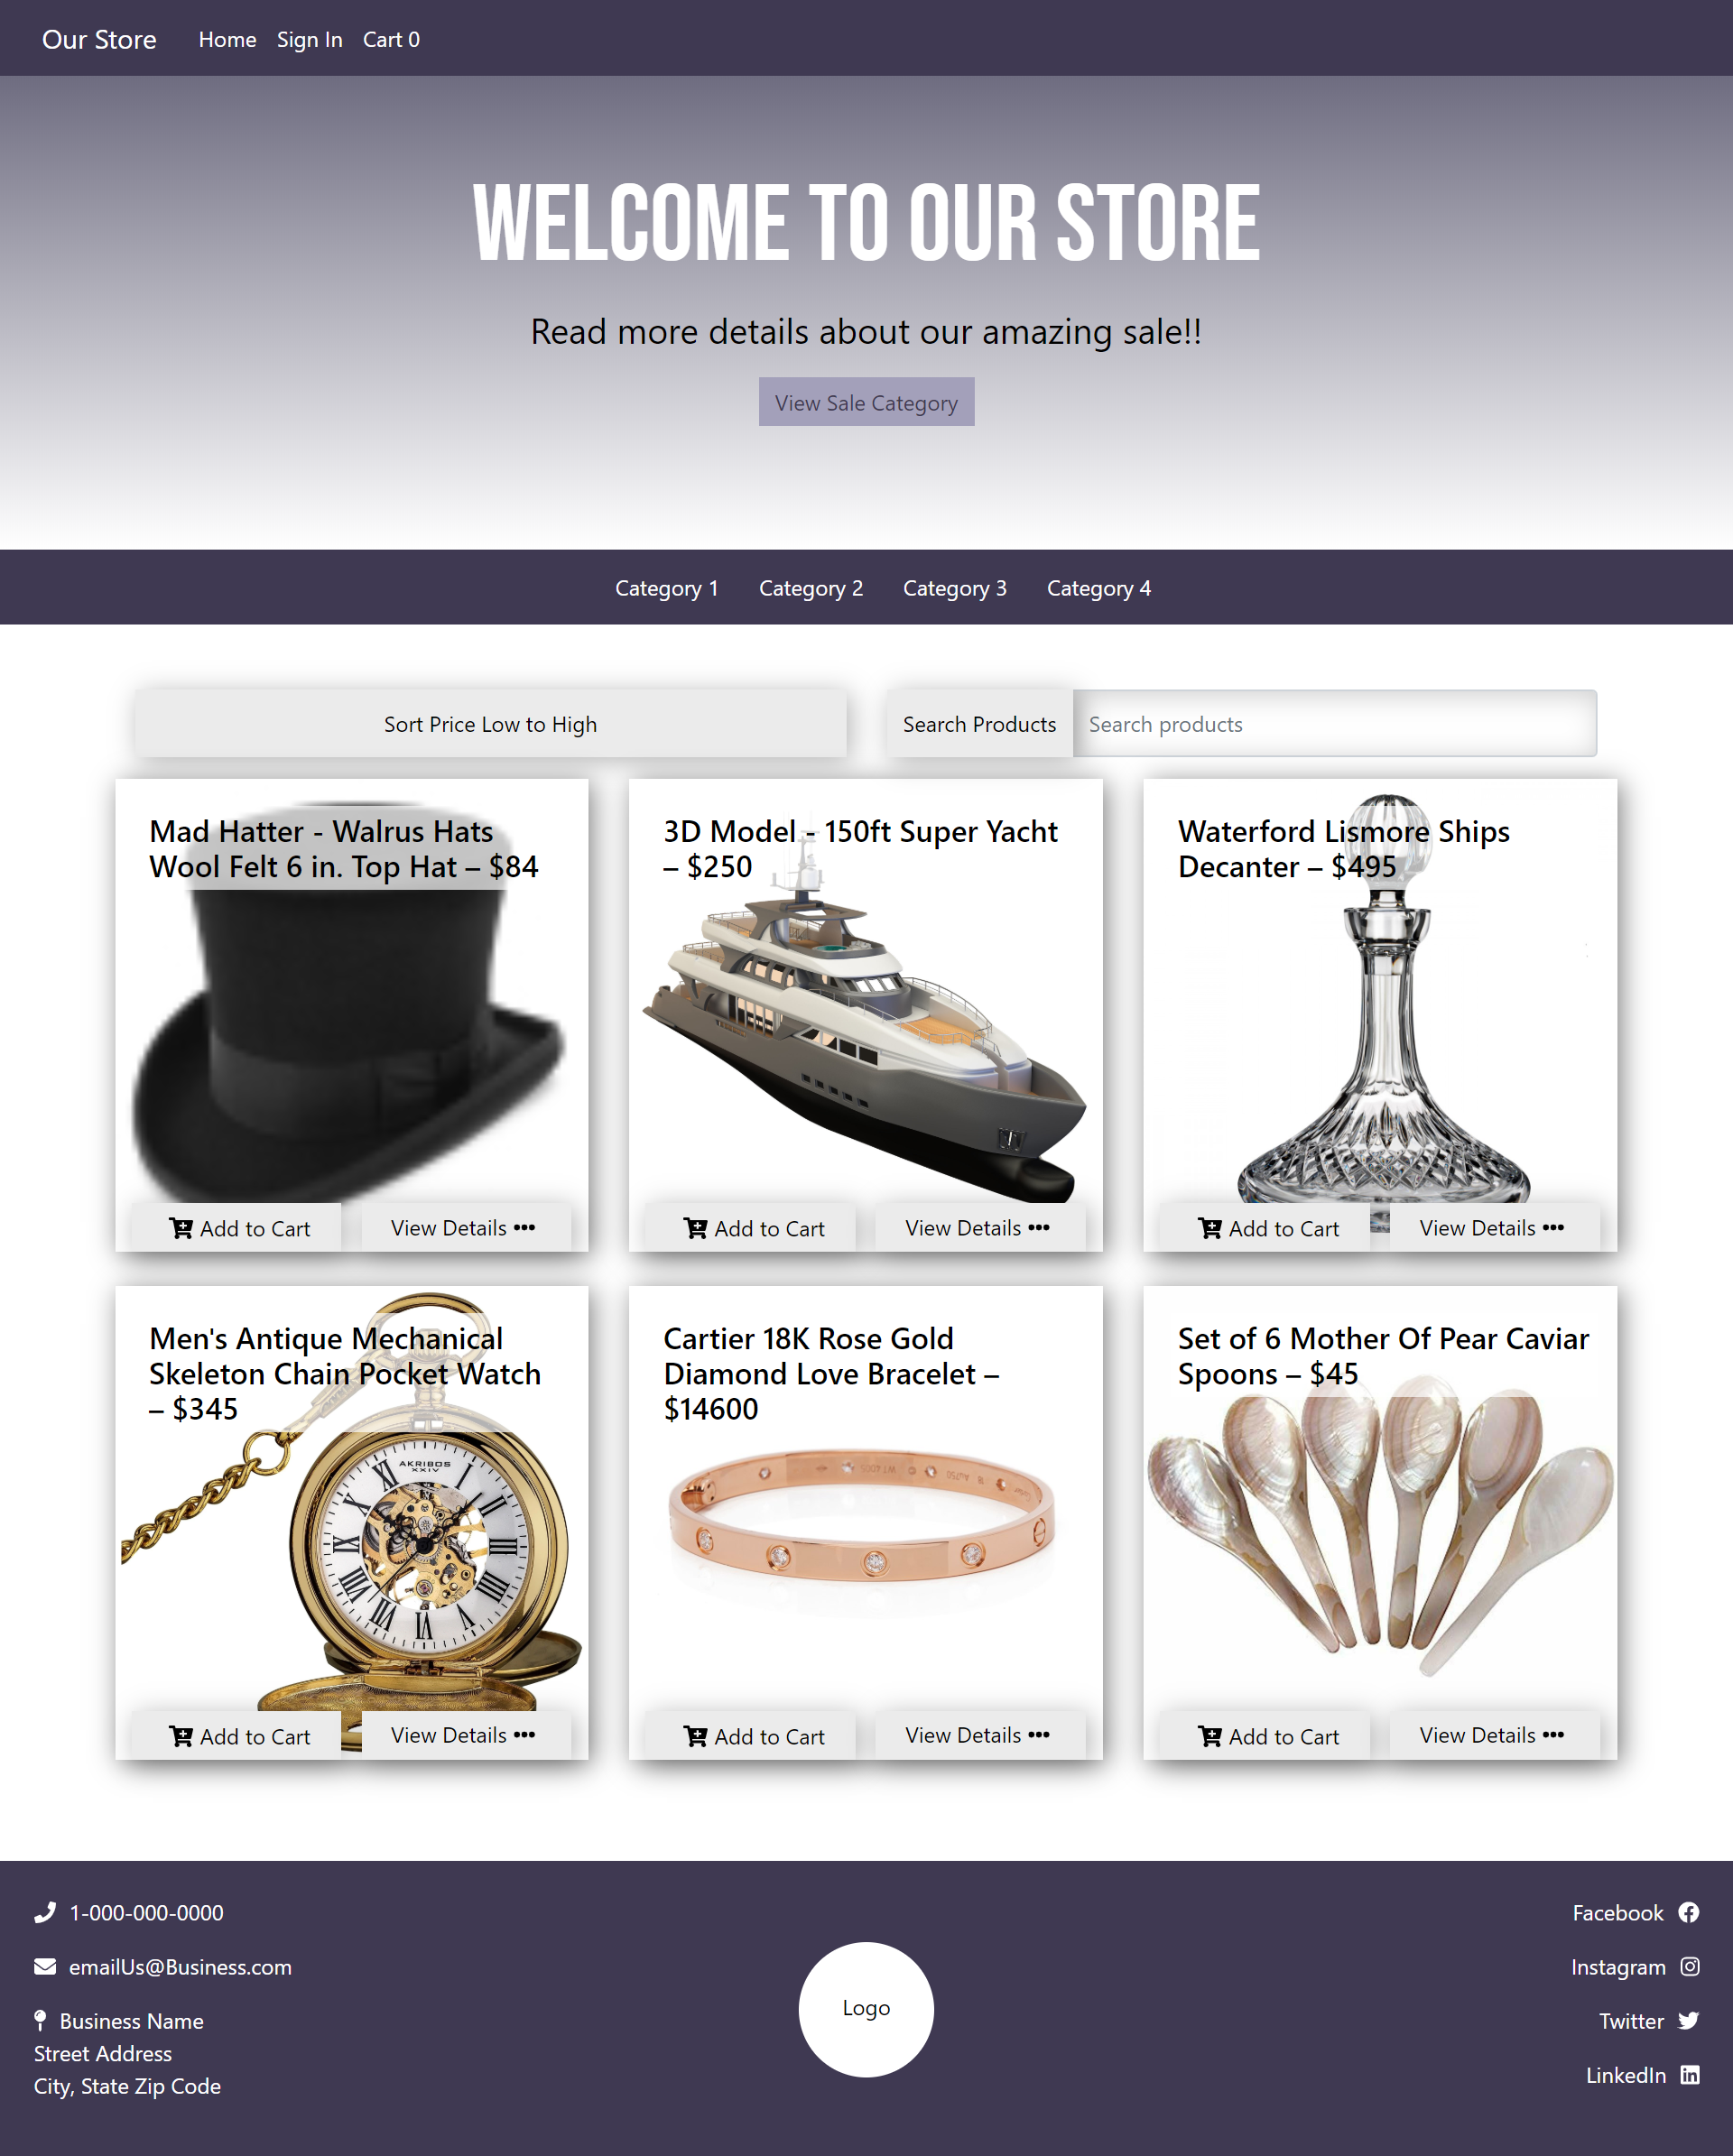 Our Store Home Sign In Cart 0
WELCOME TO OUR STORE
Read more details about our amazing sale!!
View Sale Category
Category 1 Category 2 Category 3 Category 4
Sort Price Low to High
Search Products Search products
Mad Hatter - Walrus Hats
Wool Felt 6 in. Top Hat – $84
Add to Cart View Details
3D Model - 150ft Super Yacht
– $250
Add to Cart View Details
Waterford Lismore Ships
Decanter – $495
Add to Cart View Details
Men's Antique Mechanical
Skeleton Chain Pocket Watch
– $345
AKRIBOS
XXIV
Add to Cart View Details
Cartier 18K Rose Gold
Diamond Love Bracelet –
$14600
Add to Cart View Details
Set of 6 Mother Of Pear Caviar
Spoons – $45
Add to Cart View Details
1-000-000-0000
emailUs@Business.com
Business Name
Street Address
City, State Zip Code
Logo
Facebook
Instagram
Twitter
LinkedIn